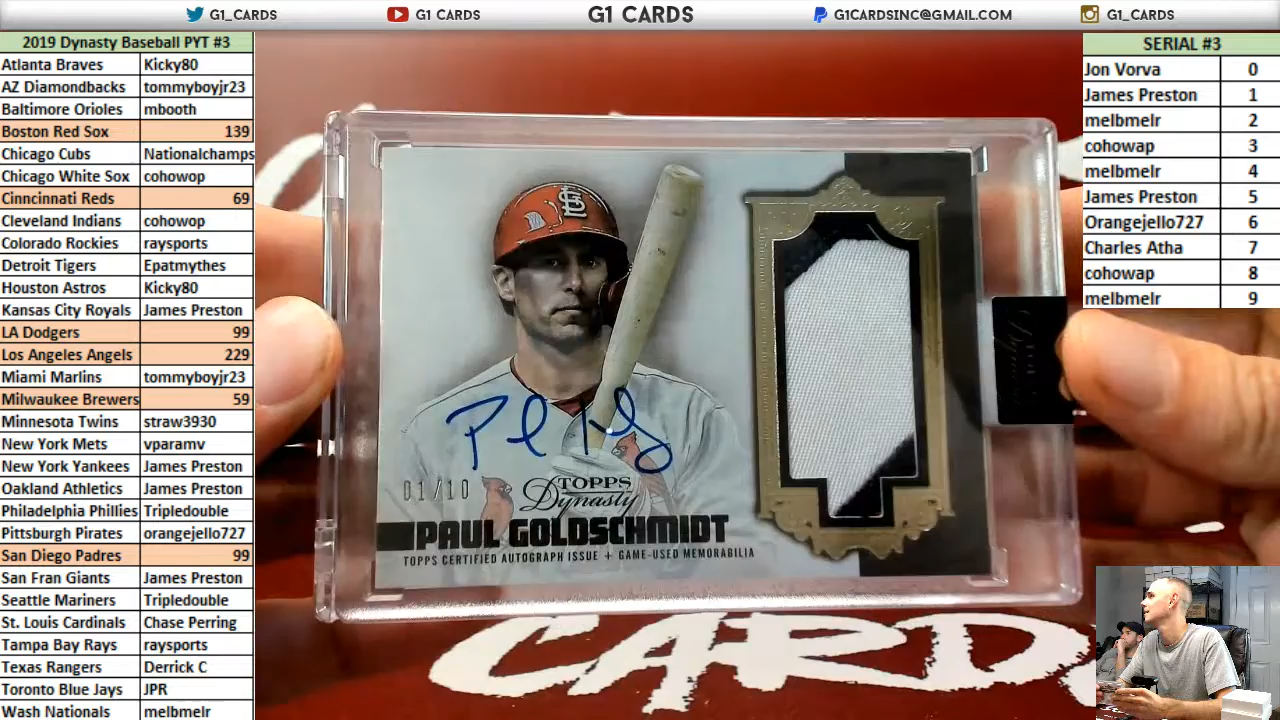 G1_CARDS
G1 CARDS
G1 CARDS
G1CARDSINC@GMAIL.COM
G1_CARDS
2019 Dynasty Baseball PYT #3
Atlanta Braves Kicky80
AZ Diamondbacks tommyboyjr23
Baltimore Orioles mbooth
Boston Red Sox 139
Chicago Cubs Nationalchamps
Chicago White Sox cohowop
Cinncinnati Reds 69
Cleveland Indians cohowop
Colorado Rockies raysports
Detroit Tigers Epatmythes
Houston Astros Kicky80
Kansas City Royals James Preston
LA Dodgers 99
Los Angeles Angels 229
Miami Marlins tommyboyjr23
Milwaukee Brewers 59
Minnesota Twins straw3930
New York Mets vparamv
New York Yankees James Preston
Oakland Athletics James Preston
Philadelphia Phillies Tripledouble
Pittsburgh Pirates orangejello727
San Diego Padres 99
San Fran Giants James Preston
Seattle Mariners Tripledouble
St. Louis Cardinals Chase Perring
Tampa Bay Rays raysports
Texas Rangers Derrick C
Toronto Blue Jays JPR
Wash Nationals melbmelr
SERIAL #3
Jon Vorva 0
James Preston 1
melbmelr 2
cohowap 3
melbmelr 4
James Preston 5
Orangejello727 6
Charles Atha 7
cohowap 8
melbmelr 9
01/10
TOPPS
Dynasty
PAUL GOLDSCHMIDT
TOPPS CERTIFIED AUTOGRAPH ISSUE + GAME-USED MEMORABILIA
CARD